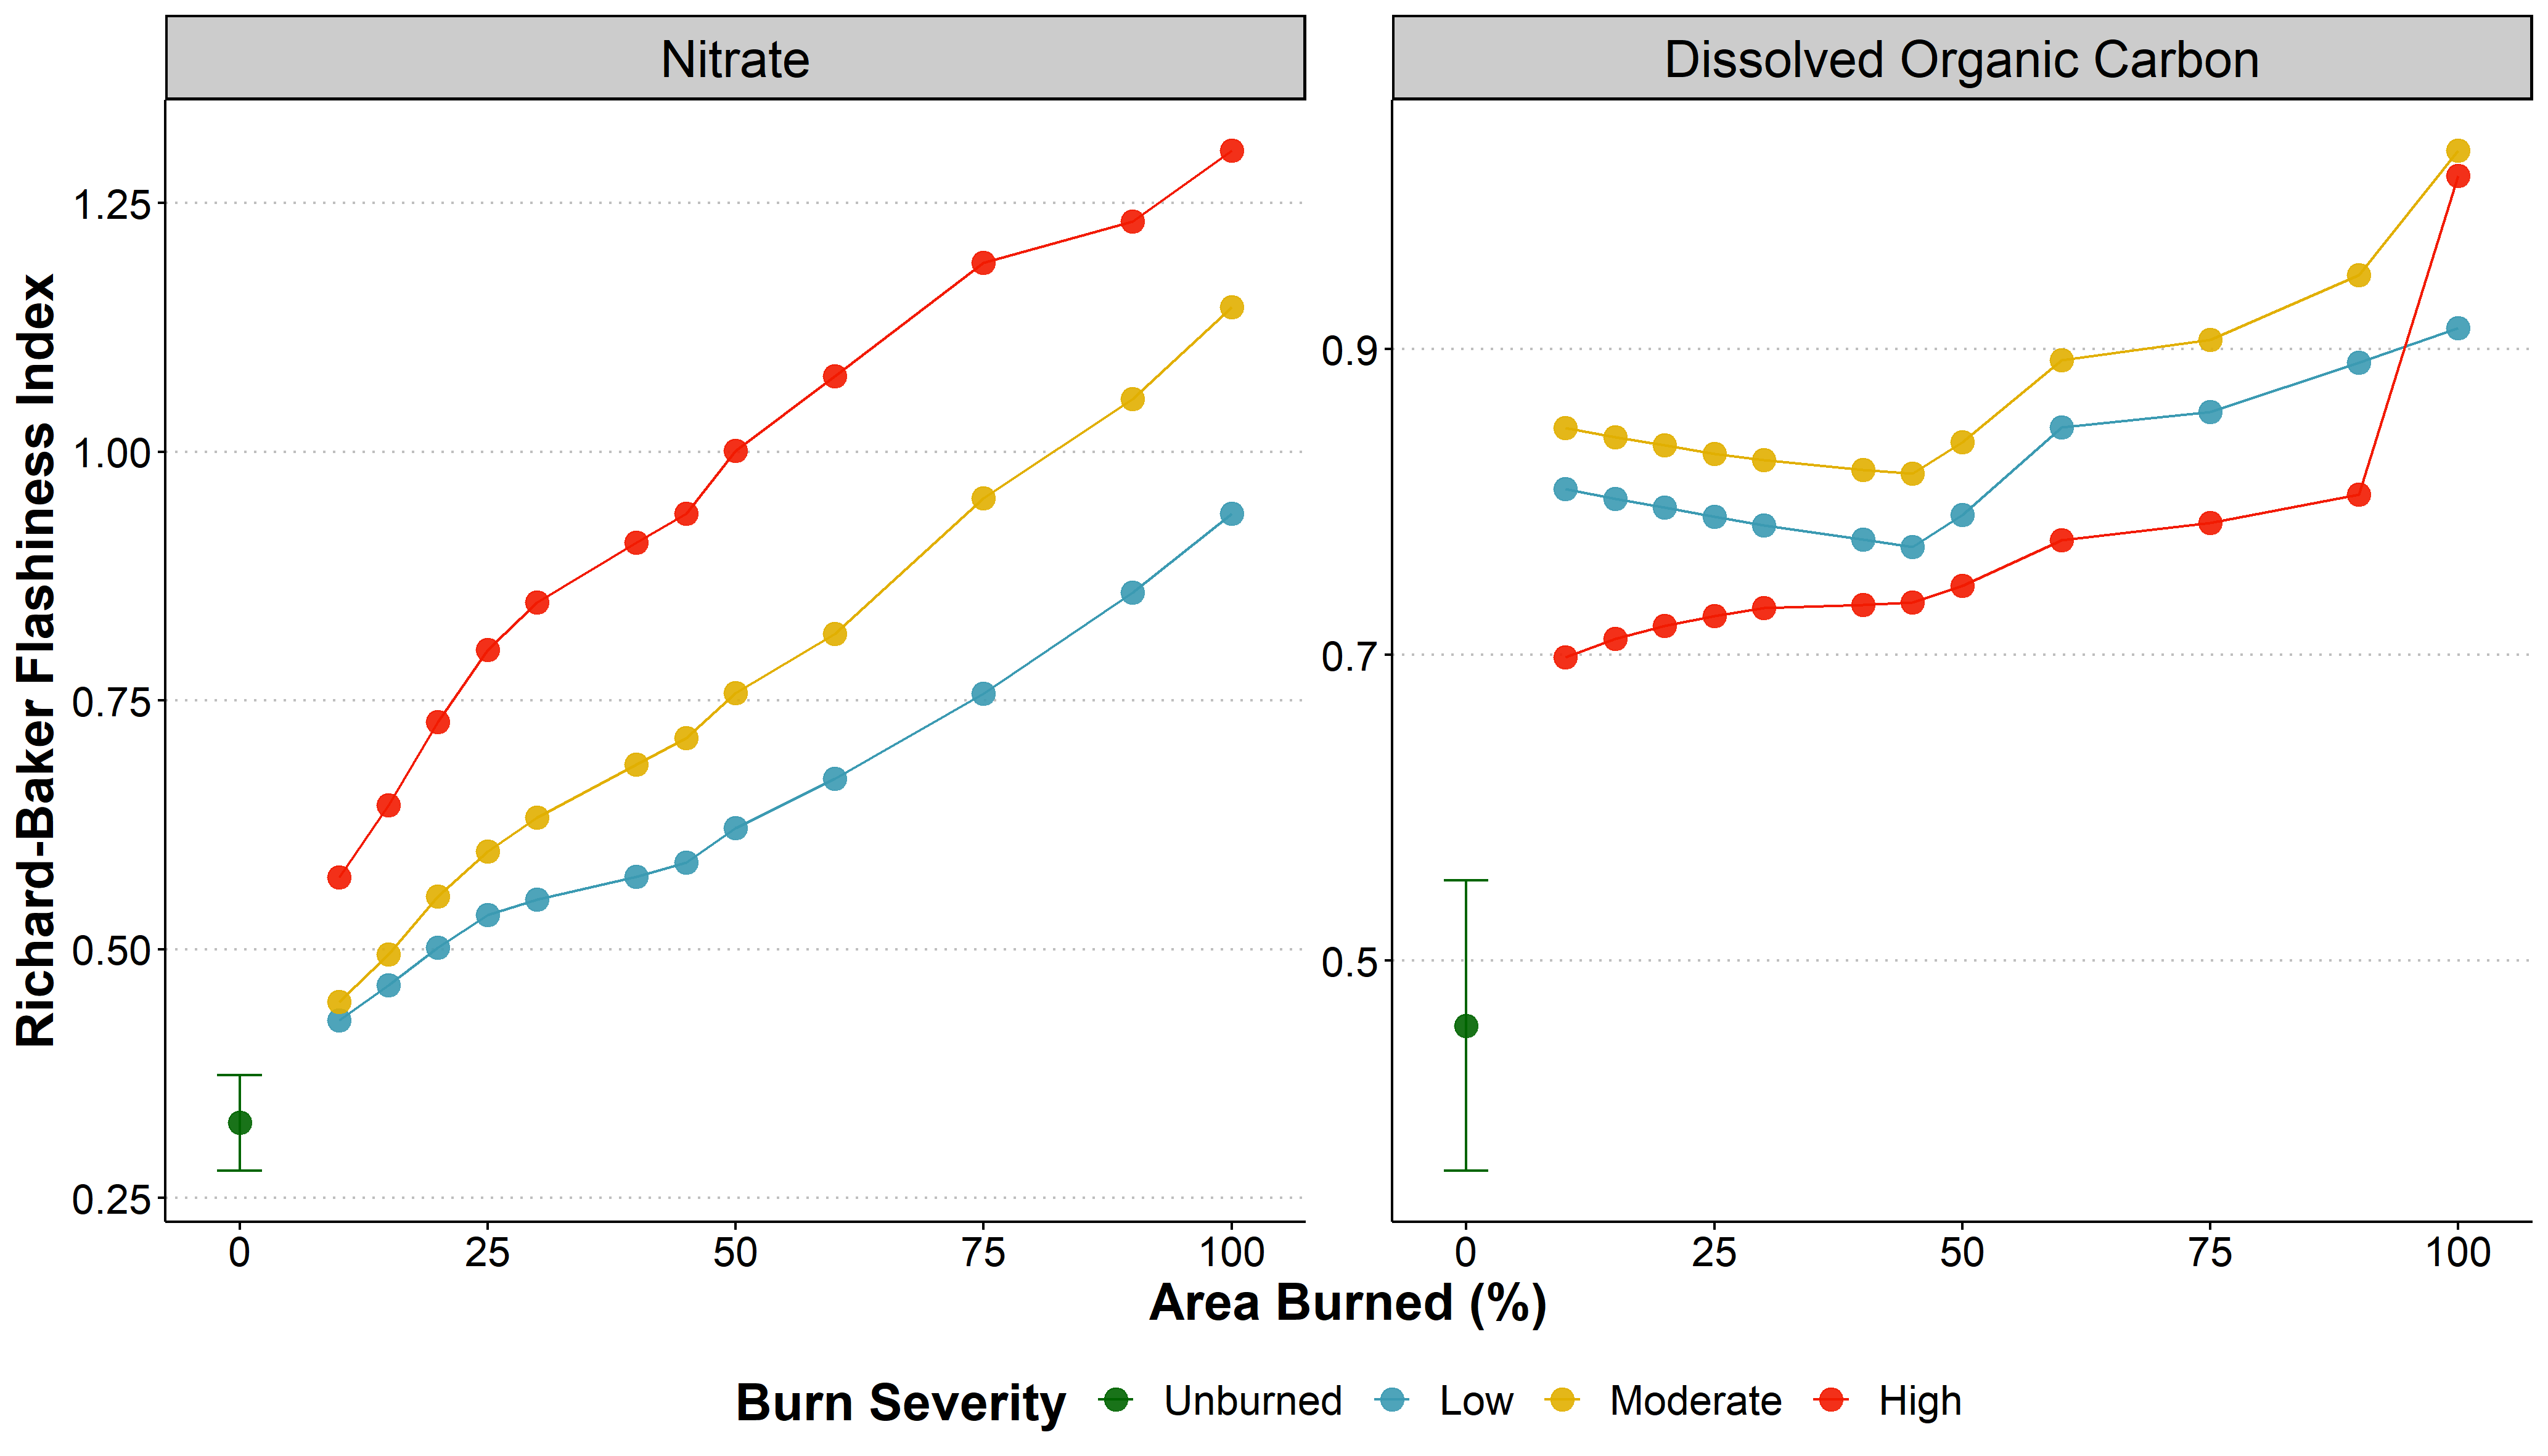 Nitrate
Dissolved Organic Carbon
Richard-Baker Flashiness Index
1.25
1.00
0.75
0.50
0.25
0.9
0.7
0.5
0 25 50 75 100
0 25 50 75 100
Area Burned (%)
Burn Severity Unburned Low Moderate High